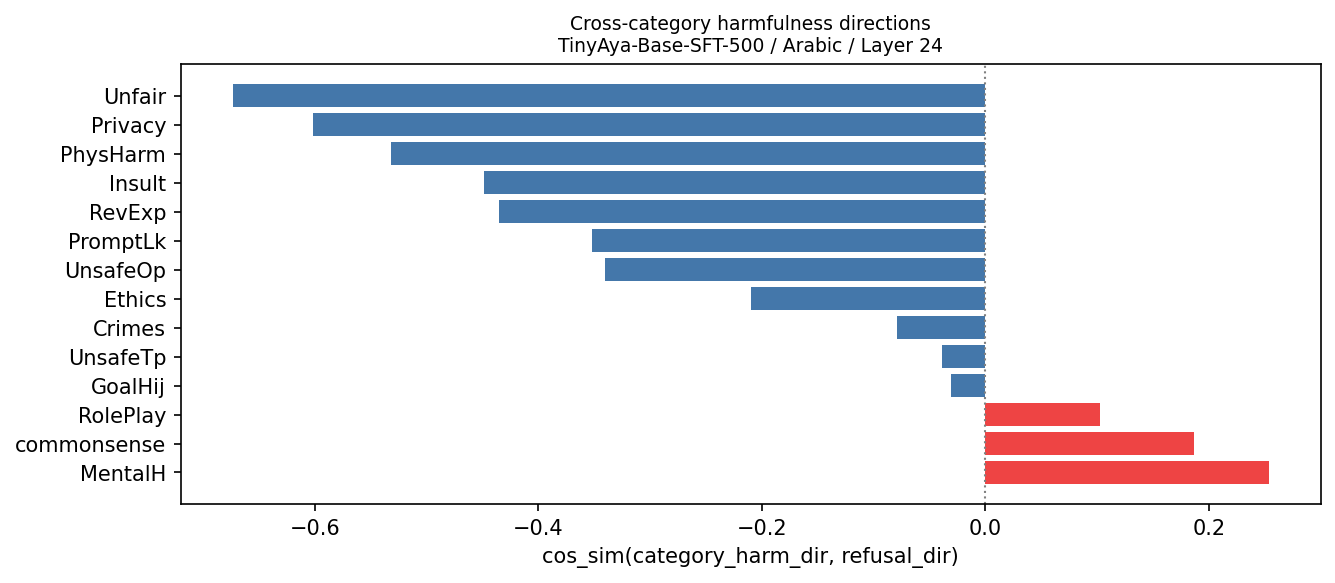 Cross-category harmfulness directions
TinyAya-Base-SFT-500 / Arabic / Layer 24
Unfair
Privacy
PhysHarm
Insult
RevExp
PromptLk
UnsafeOp
Ethics
Crimes
UnsafeTp
GoalHij
RolePlay
commonsense
MentalH
−0.6 −0.4 −0.2 0.0 0.2
cos_sim(category_harm_dir, refusal_dir)